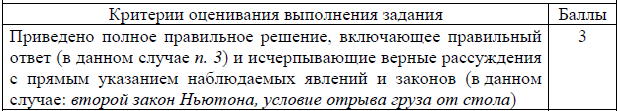 Критерии оценивания выполнения задания Баллы
Приведено полное правильное решение, включающее правильный 3
ответ (в данном случае п. 3) и исчерпывающие верные рассуждения
с прямым указанием наблюдаемых явлений и законов (в данном
случае: второй закон Ньютона, условие отрыва груза от стола)